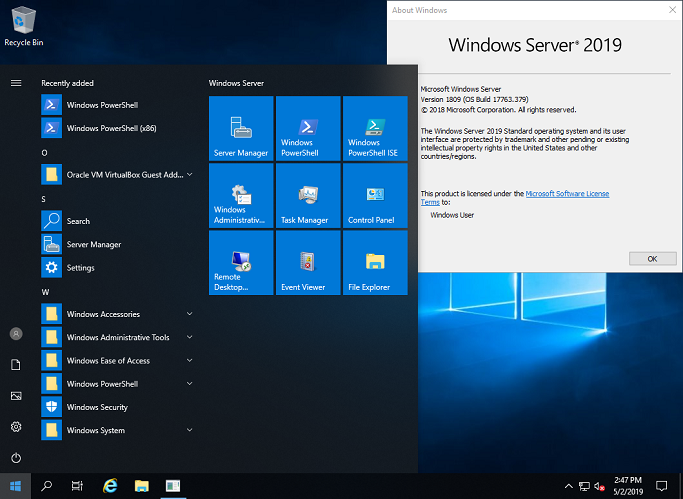 Recycle Bin
About Windows
Windows Server® 2019
Microsoft Windows Server
Version 1809 (OS Build 17763.379)
© 2018 Microsoft Corporation. All rights reserved.
The Windows Server 2019 Standard operating system and its user
interface are protected by trademark and other pending or existing
intellectual property rights in the United States and other
countries/regions.
This product is licensed under the Microsoft Software License
Terms to:
Windows User
OK
Recently added
Windows PowerShell
Windows PowerShell (x86)
O
Oracle VM VirtualBox Guest Add...
S
Search
Server Manager
Settings
W
Windows Accessories
Windows Administrative Tools
Windows Ease of Access
Windows PowerShell
Windows Security
Windows System
Windows Server
Server Manager
Windows
PowerShell
Windows
PowerShell ISE
Windows
Administrativ...
Task Manager
Control Panel
Remote
Desktop...
Event Viewer
File Explorer
2:47 PM
5/2/2019